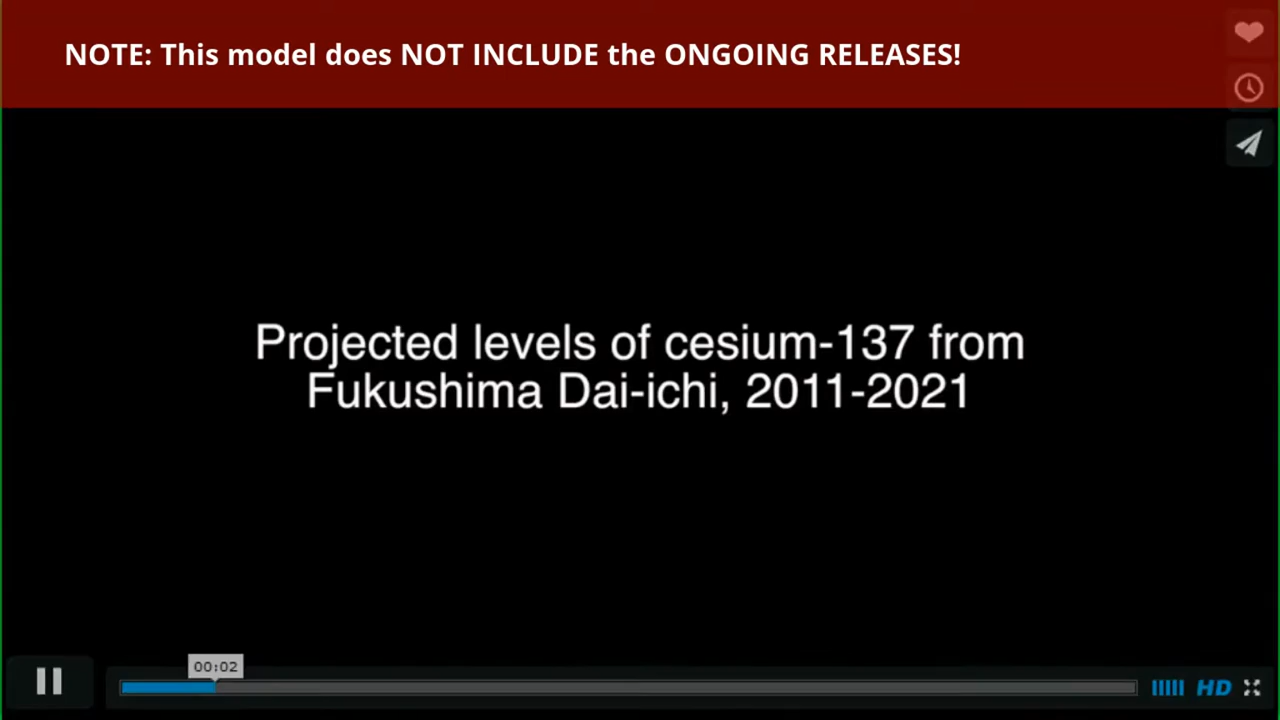 NOTE: This model does NOT INCLUDE the ONGOING RELEASES!
Projected levels of cesium-137 from
Fukushima Dai-ichi, 2011-2021
00:02
HD